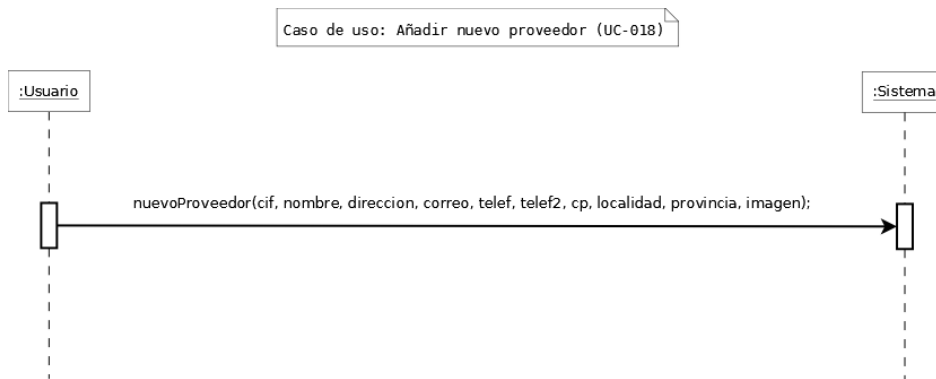 Caso de uso: Añadir nuevo proveedor (UC-018)
:Usuario
:Sistema
nuevoProveedor(cif, nombre, direccion, correo, telef, telef2, cp, localidad, provincia, imagen);